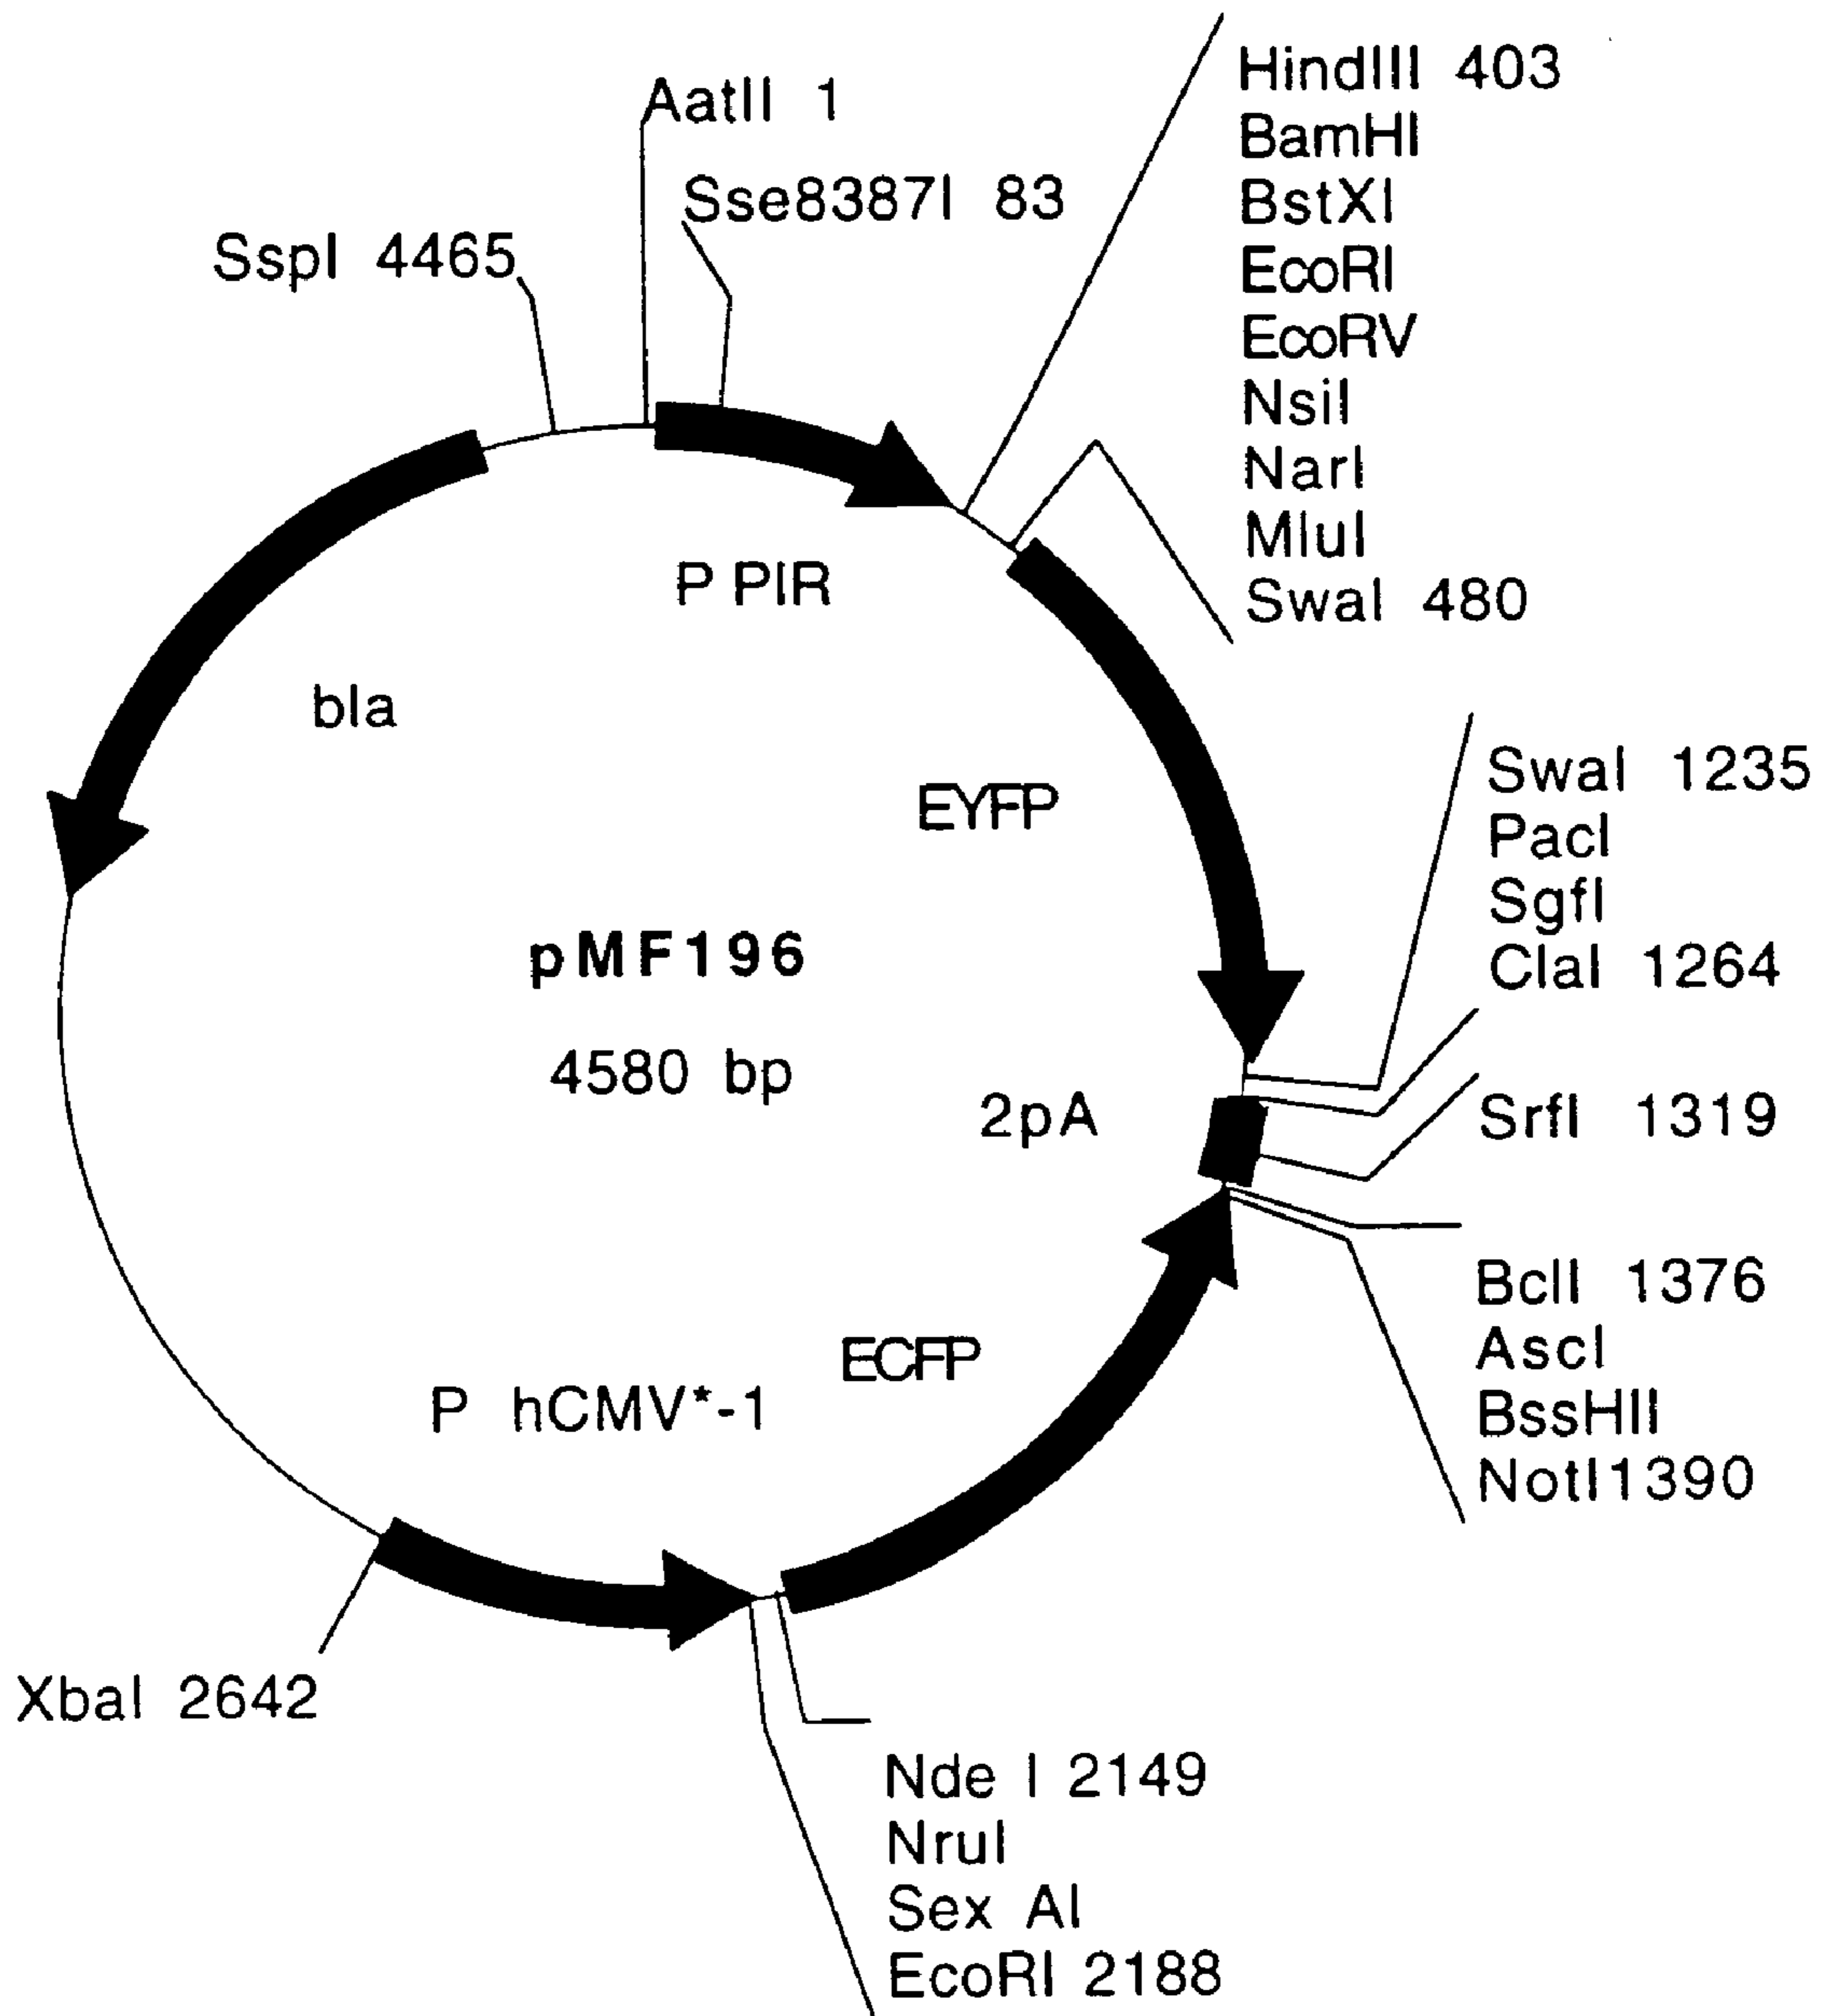 AatII 1
Sse8387I 83
SspI 4465
HindIII 403
BamHI
BstXI
EcoRI
EcoRV
NsiI
NarI
MluI
SwaI 480
P PIR
bla
EYFP
SwaI 1235
PacI
SgfI
ClaI 1264
pMF196
4580 bp
2pA
SrfI 1319
BclI 1376
AscI
BssHII
NotI1390
ECFP
P hCMV*-1
XbaI 2642
Nde I 2149
NruI
Sex AI
EcoRI 2188